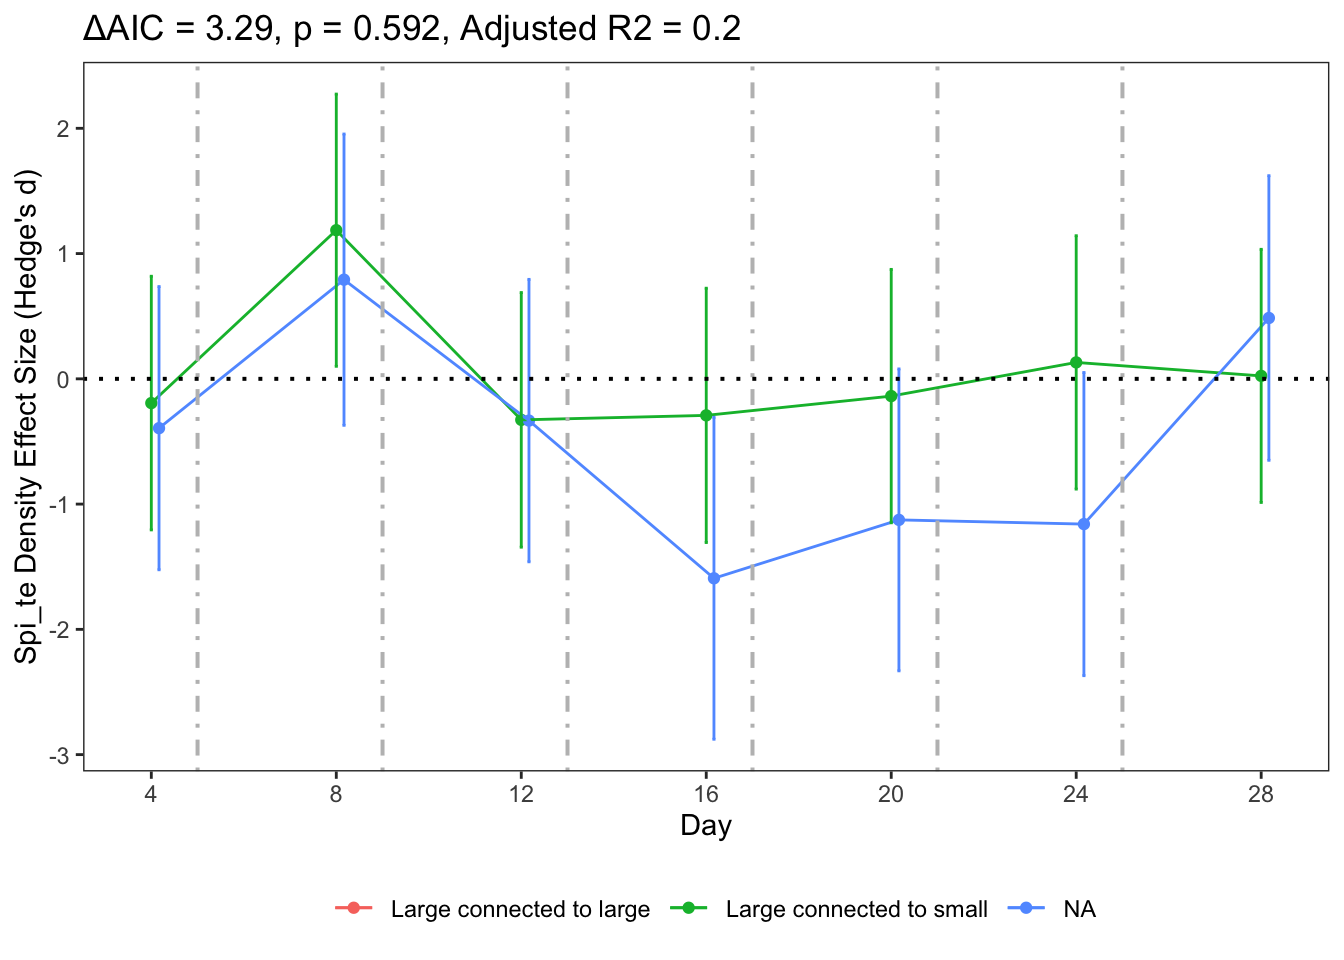 ΔAIC = 3.29, p = 0.592, Adjusted R2 = 0.2
Spi_te Density Effect Size (Hedge's d)
2
1
0
-1
-2
-3
4 8 12 16 20 24 28
Day
Large connected to large Large connected to small NA